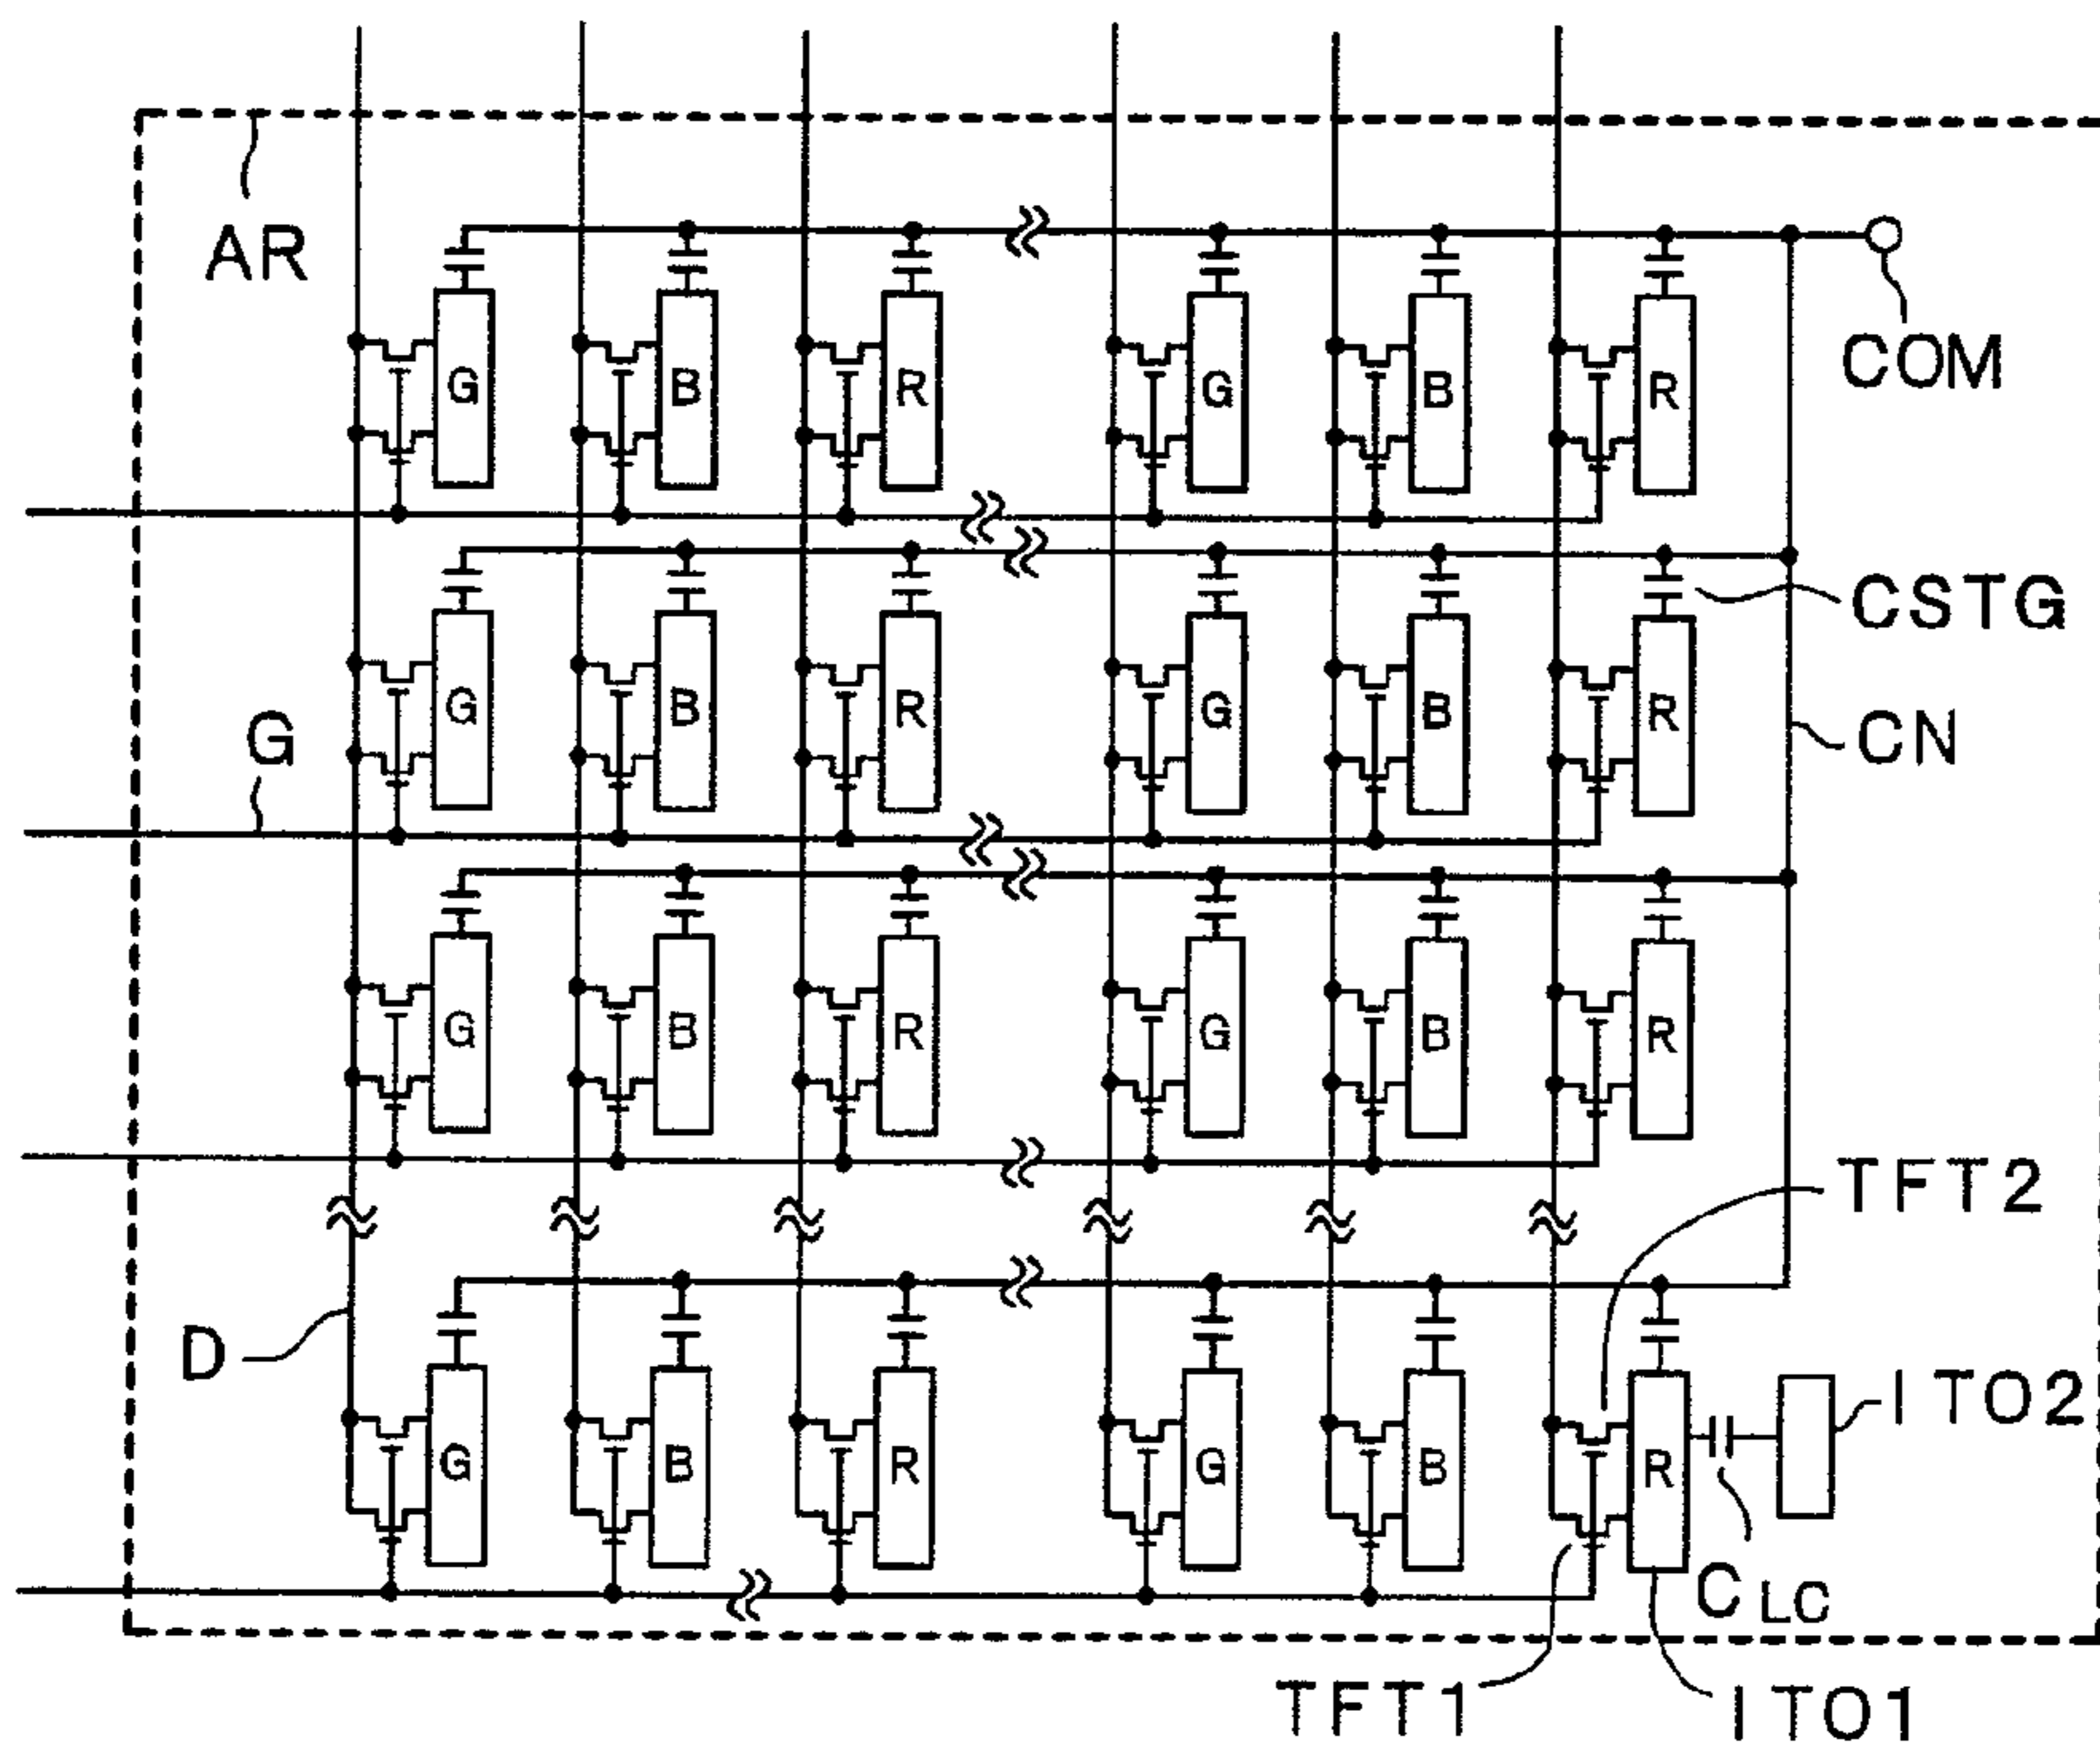 AR
COM
G B R G B R
CSTG
G B R G B R
G
CN
G B R G B R
TFT2
D
ITO2
G B R G B R
CLC
TFT1
ITO1